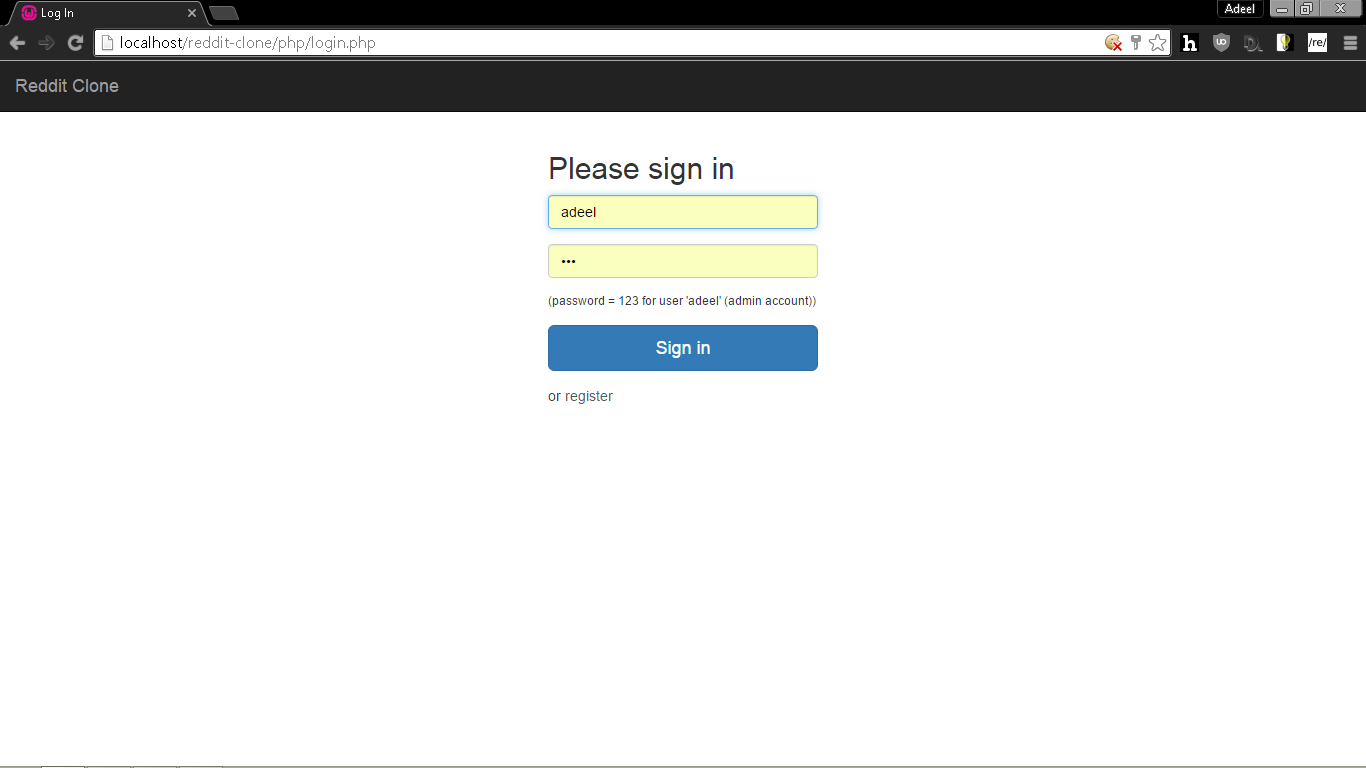 Log In
Adeel
localhost/reddit-clone/php/login.php
h
/re/
Reddit Clone
Please sign in
adeel
•••
(password = 123 for user 'adeel' (admin account))
Sign in
or register